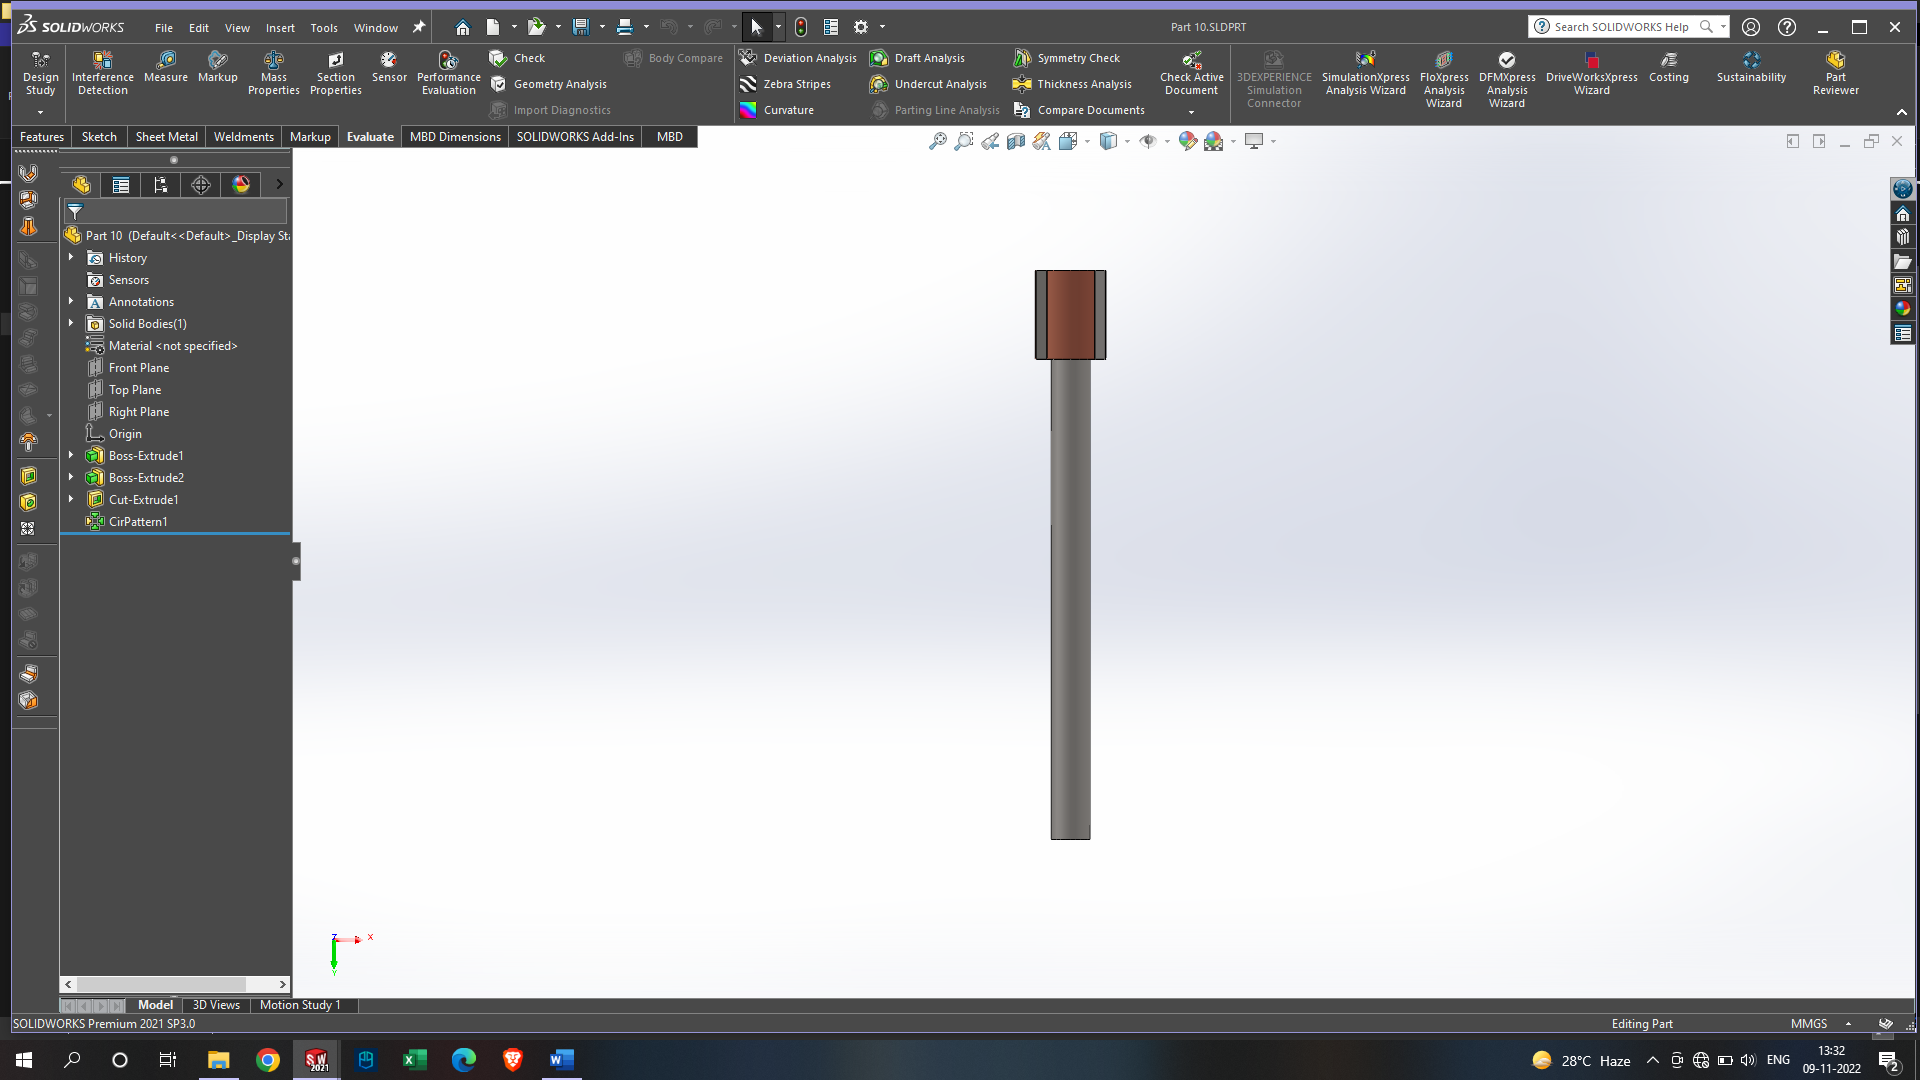 SOLIDWORKS File Edit View Insert Tools Window Part 10.SLDPRT Search SOLIDWORKS Help
Design Study
Interference Detection
Measure
Markup
Mass Properties
Section Properties
Sensor
Performance Evaluation
Check
Geometry Analysis
Import Diagnostics
Body Compare
Deviation Analysis
Zebra Stripes
Curvature
Draft Analysis
Undercut Analysis
Parting Line Analysis
Symmetry Check
Thickness Analysis
Compare Documents
Check Active Document
3DEXPERIENCE Simulation Connector
SimulationXpress Analysis Wizard
FloXpress Analysis Wizard
DFMXpress Analysis Wizard
DriveWorksXpress Wizard
Costing
Sustainability
Part Reviewer
Features Sketch Sheet Metal Weldments Markup Evaluate MBD Dimensions SOLIDWORKS Add-Ins MBD
Part 10 (Default<<Default>_Display Sta
History
Sensors
Annotations
Solid Bodies(1)
Material <not specified>
Front Plane
Top Plane
Right Plane
Origin
Boss-Extrude1
Boss-Extrude2
Cut-Extrude1
CirPattern1
Z X
Y
Model 3D Views Motion Study 1
SOLIDWORKS Premium 2021 SP3.0 Editing Part MMGS
28°C Haze ENG 13:32
09-11-2022
2